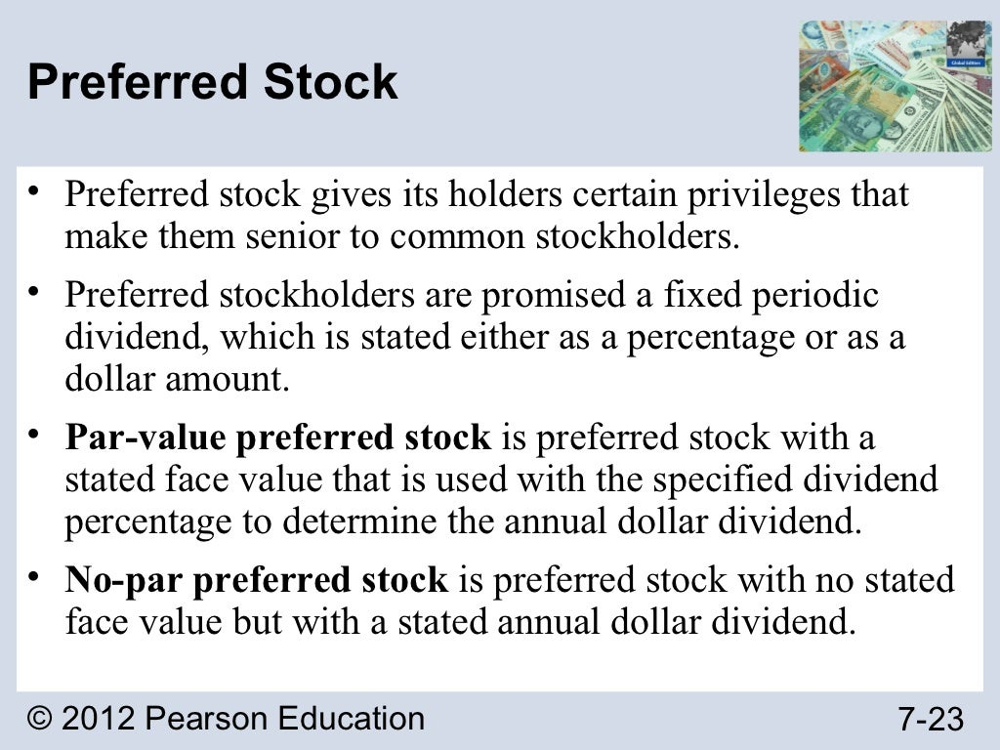 Preferred Stock
Global Edition
• Preferred stock gives its holders certain privileges that
make them senior to common stockholders.
• Preferred stockholders are promised a fixed periodic
dividend, which is stated either as a percentage or as a
dollar amount.
• Par-value preferred stock is preferred stock with a
stated face value that is used with the specified dividend
percentage to determine the annual dollar dividend.
• No-par preferred stock is preferred stock with no stated
face value but with a stated annual dollar dividend.
© 2012 Pearson Education
7-23